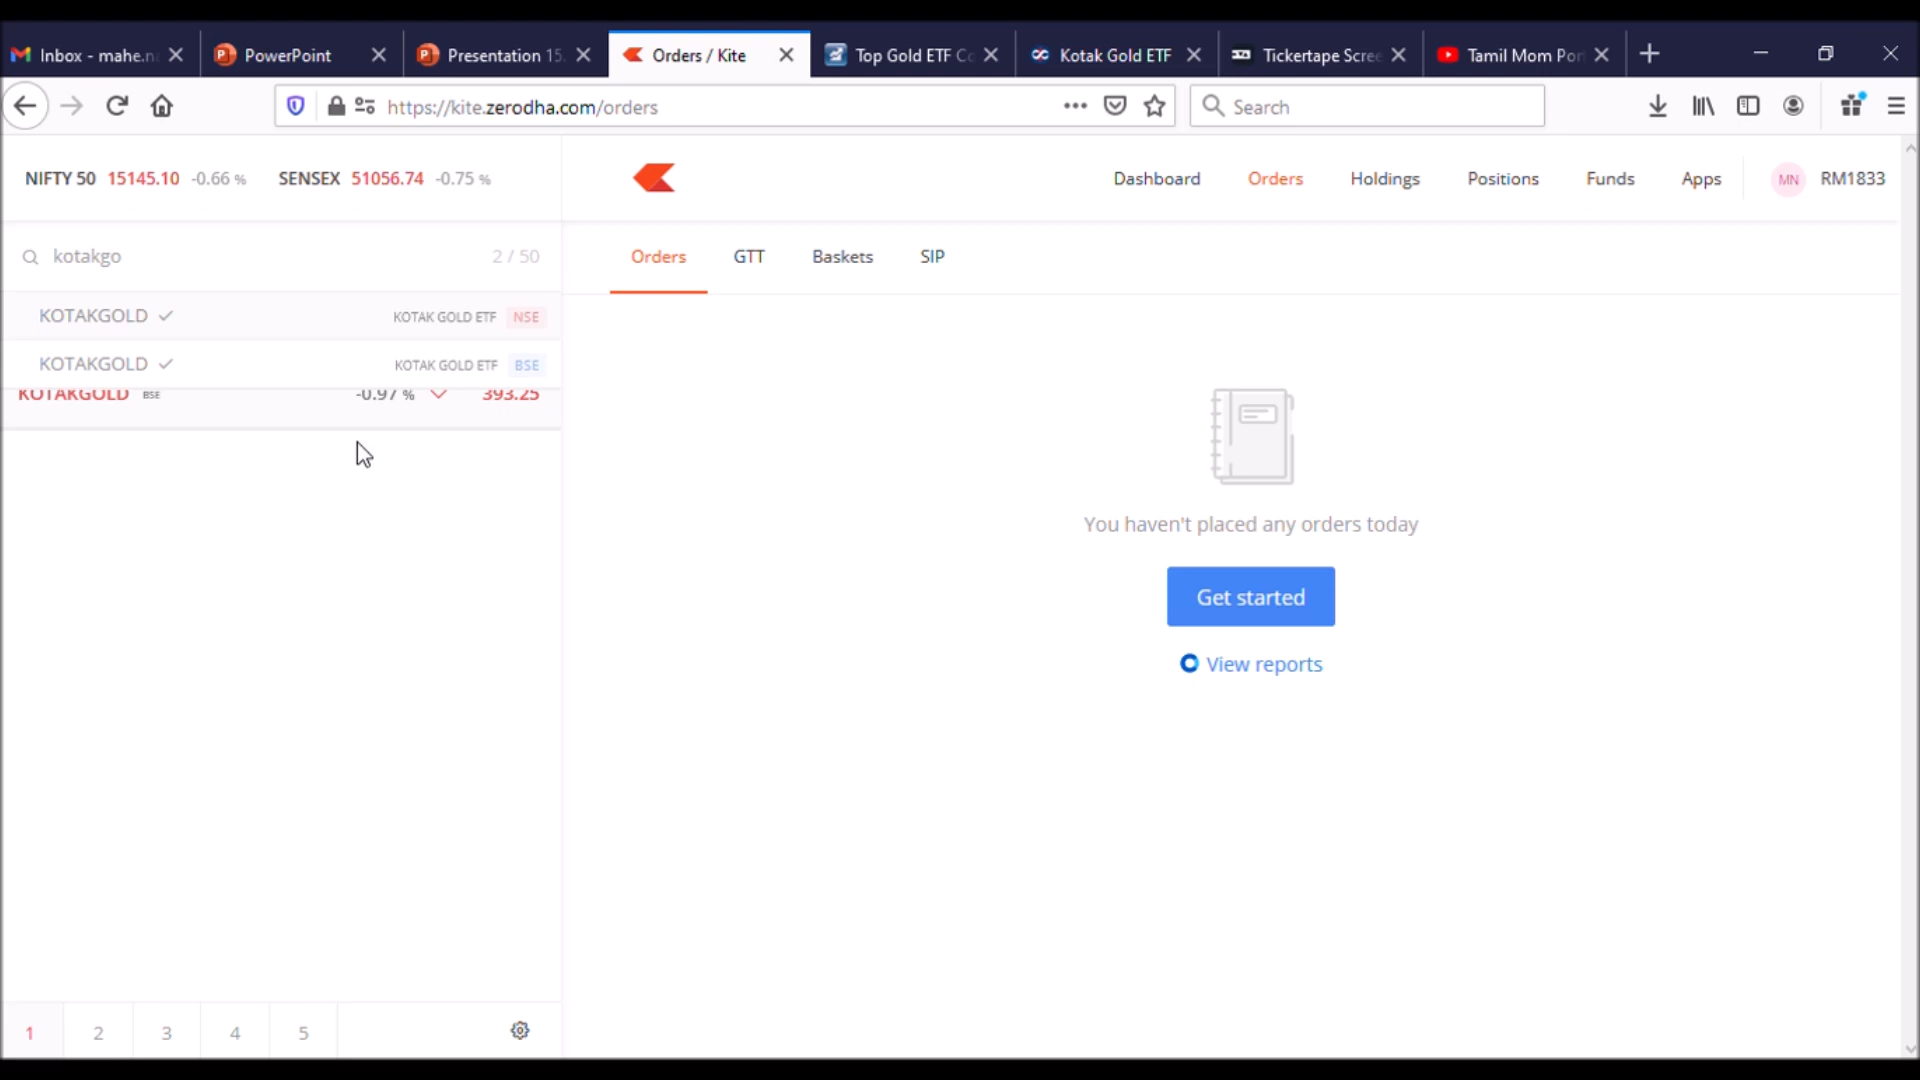 Inbox - mahe.n
PowerPoint
Presentation 15.
Orders / Kite
Top Gold ETF Co
Kotak Gold ETF
Tickertape Scree
Tamil Mom Por
https://kite.zerodha.com/orders
Search
NIFTY 50 15145.10 -0.66 %
SENSEX 51056.74 -0.75 %
Dashboard
Orders
Holdings
Positions
Funds
Apps
MN
RM1833
kotakgo
2 / 50
Orders
GTT
Baskets
SIP
KOTAKGOLD
KOTAK GOLD ETF NSE
KOTAKGOLD
KOTAK GOLD ETF BSE
KOTAKGOLD BSE -0.97 % 393.25
You haven't placed any orders today
Get started
View reports
1 2 3 4 5